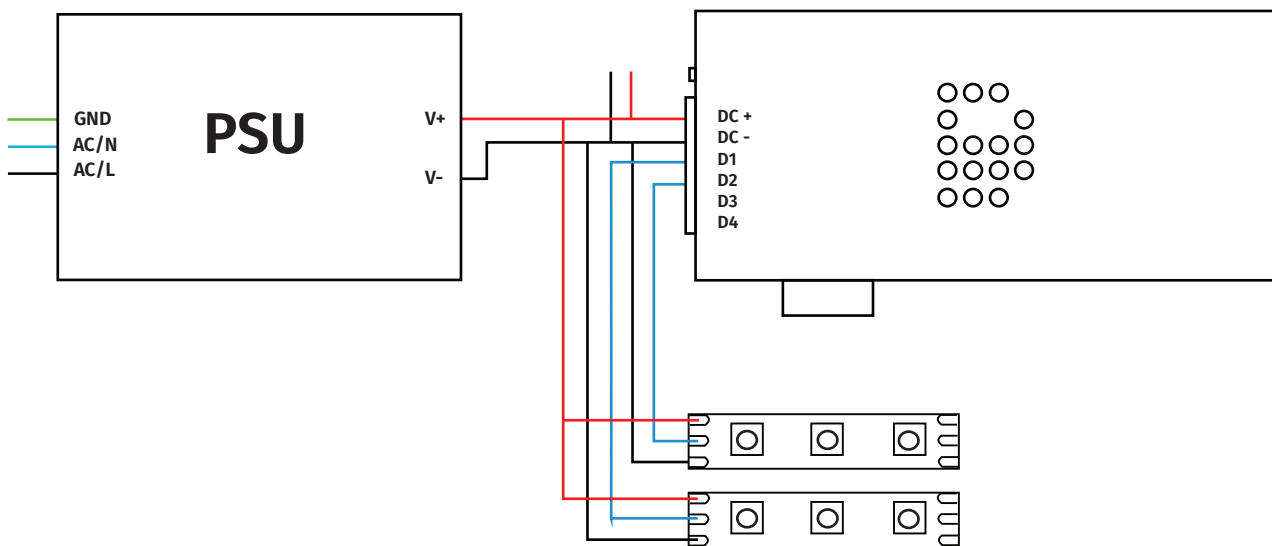 GND
AC/N
AC/L
PSU
V+
V-
DC +
DC -
D1
D2
D3
D4